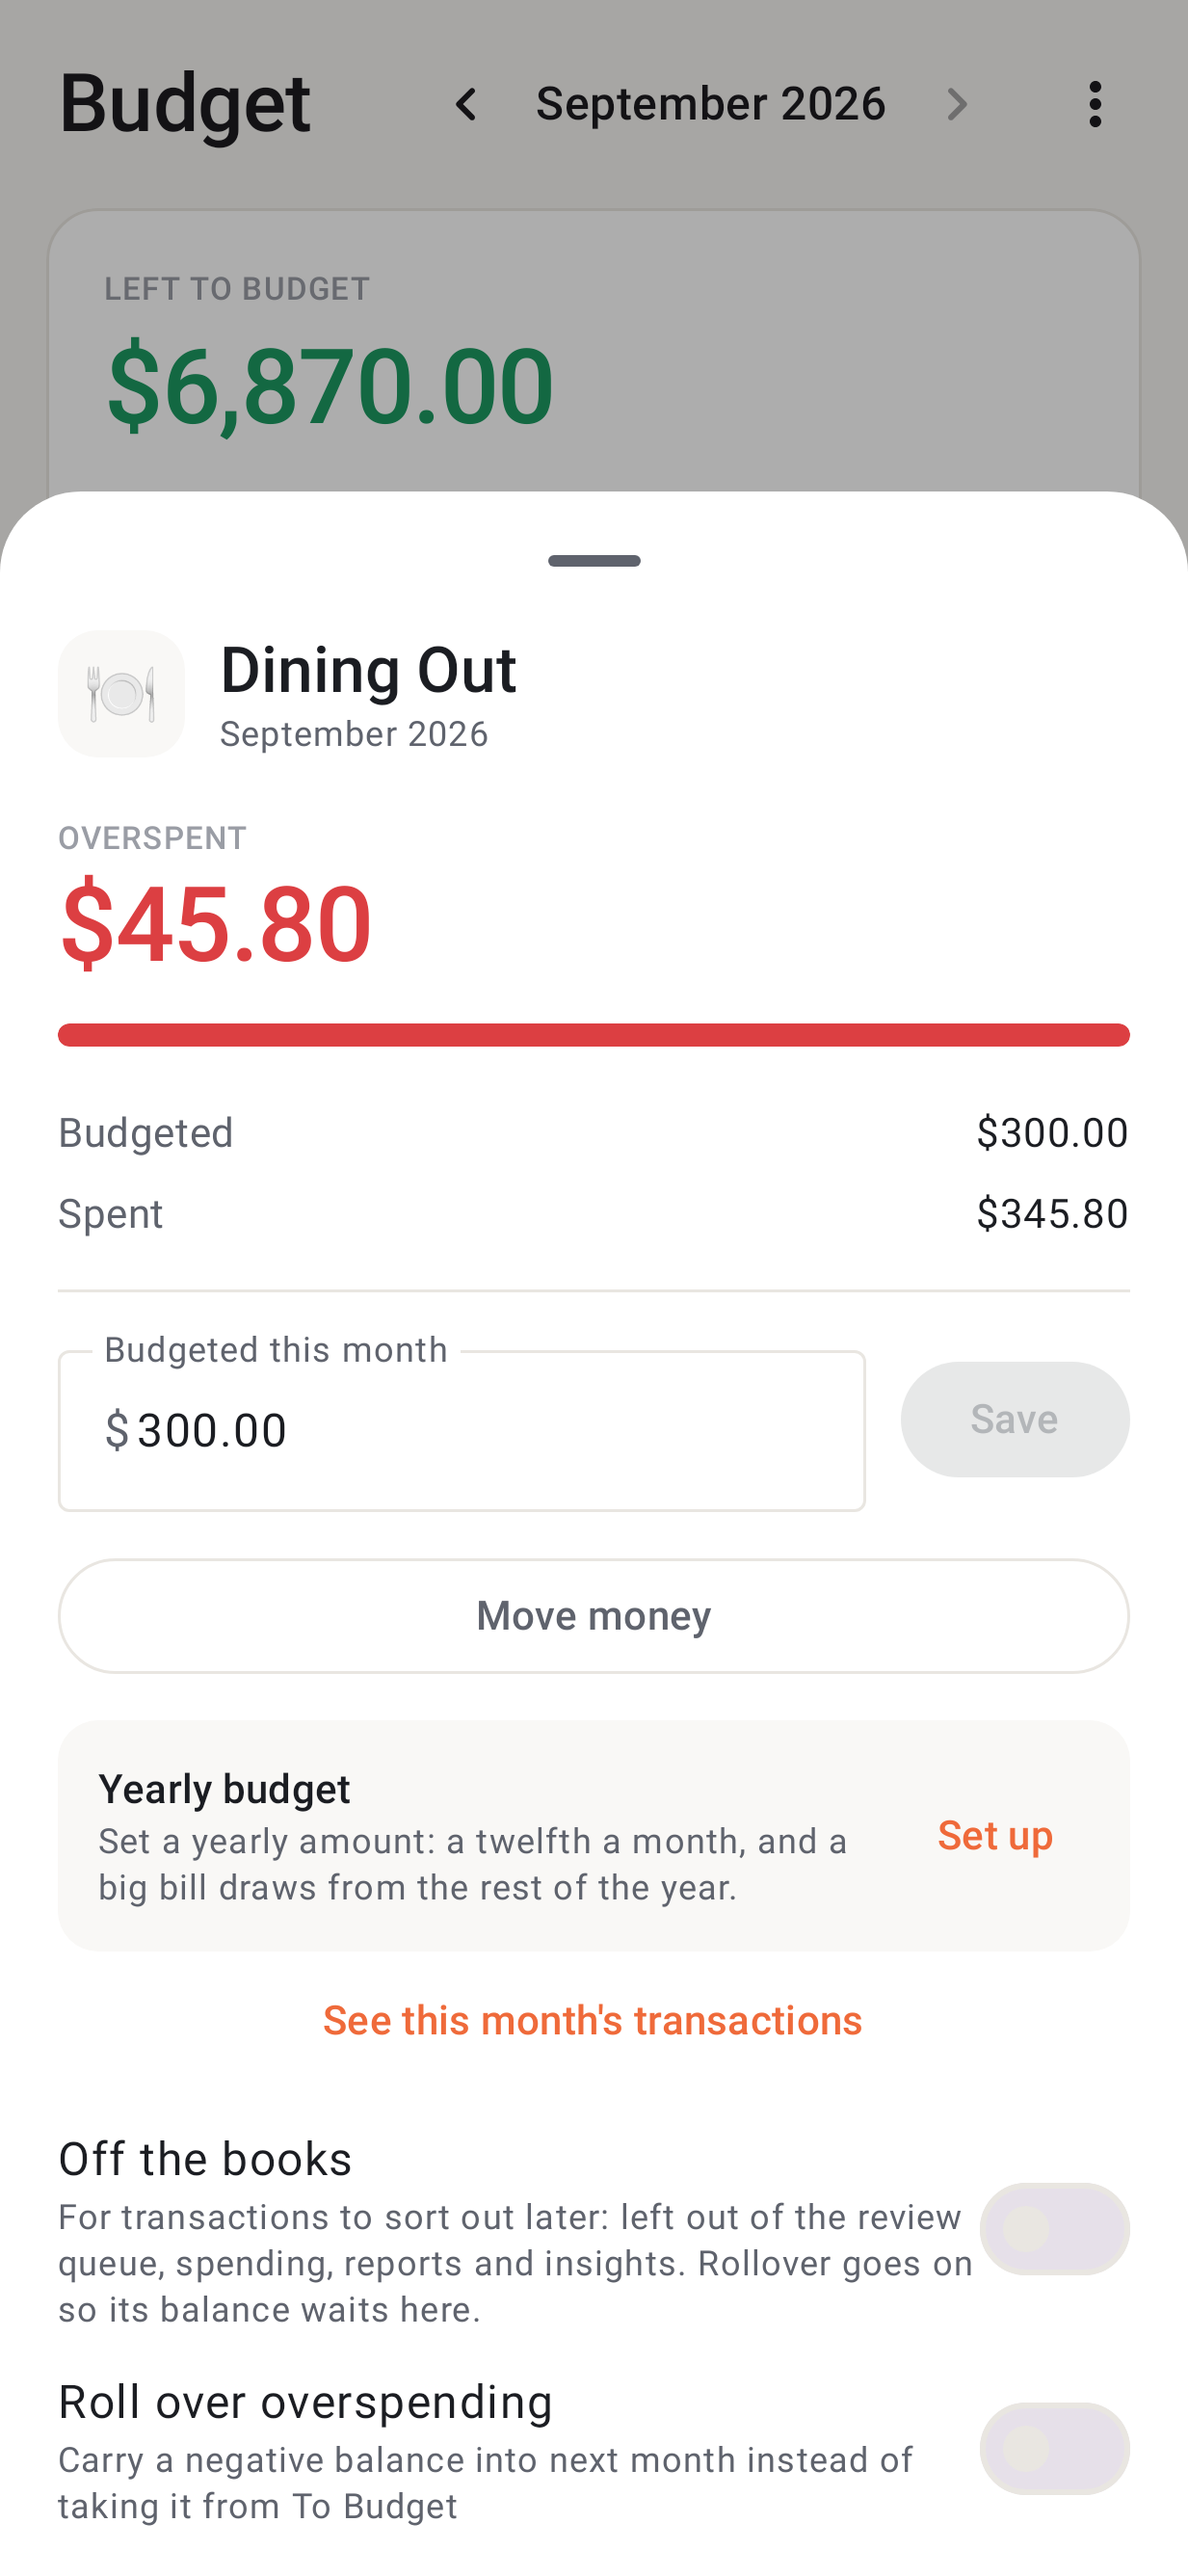 Budget
September 2026
LEFT TO BUDGET
$6,870.00
Dining Out
September 2026
OVERSPENT
$45.80
Budgeted
$300.00
Spent
$345.80
Budgeted this month
$ 300.00
Save
Move money
Yearly budget
Set a yearly amount: a twelfth a month, and a
big bill draws from the rest of the year.
Set up
See this month's transactions
Off the books
For transactions to sort out later: left out of the review
queue, spending, reports and insights. Rollover goes on
so its balance waits here.
Roll over overspending
Carry a negative balance into next month instead of
taking it from To Budget